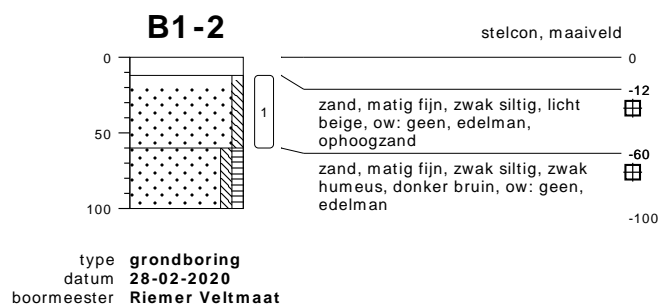 B1-2
stelcon, maaiveld
0
0
-12
zand, matig fijn, zwak siltig, licht
beige, ow: geen, edelman,
ophoogzand
1
50
-60
zand, matig fijn, zwak siltig, zwak
humeus, donker bruin, ow: geen,
edelman
100
-100
type grondboring
datum 28-02-2020
boormeester Riemer Veltmaat